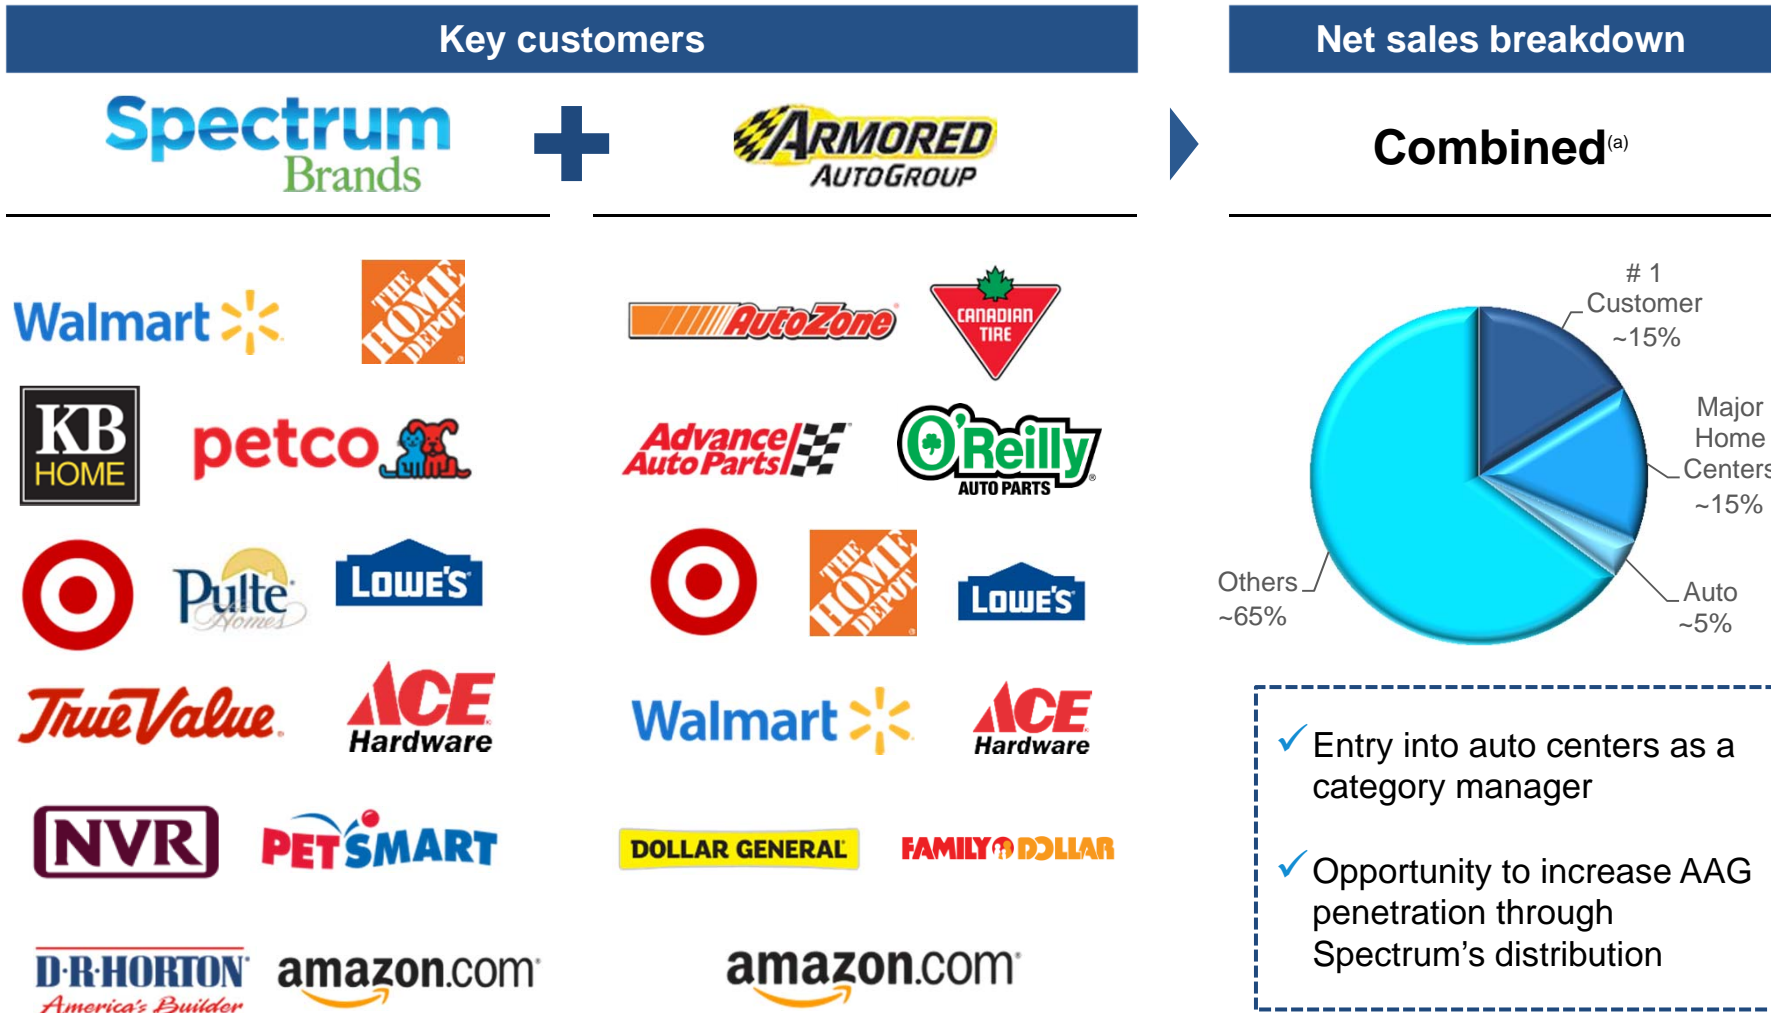 Key customers
Net sales breakdown
Spectrum
Brands
ARMORED
AUTOGROUP
Combined(a)
Walmart
THE
HOME
DEPOT
KB
HOME
petco
Pulte
Homes
LOWE'S
True Value.
ACE
Hardware
NVR
PETSMART
D·R·HORTON
America's Builder
amazon.com
AutoZone
CANADIAN
TIRE
Advance
Auto Parts
O'Reilly
AUTO PARTS
THE
HOME
DEPOT
LOWE'S
Walmart
ACE
Hardware
DOLLAR GENERAL
FAMILY DOLLAR
amazon.com
# 1
Customer
~15%
Major
Home
Centers
~15%
Auto
~5%
Others
~65%
✓ Entry into auto centers as a
category manager
✓ Opportunity to increase AAG
penetration through
Spectrum's distribution